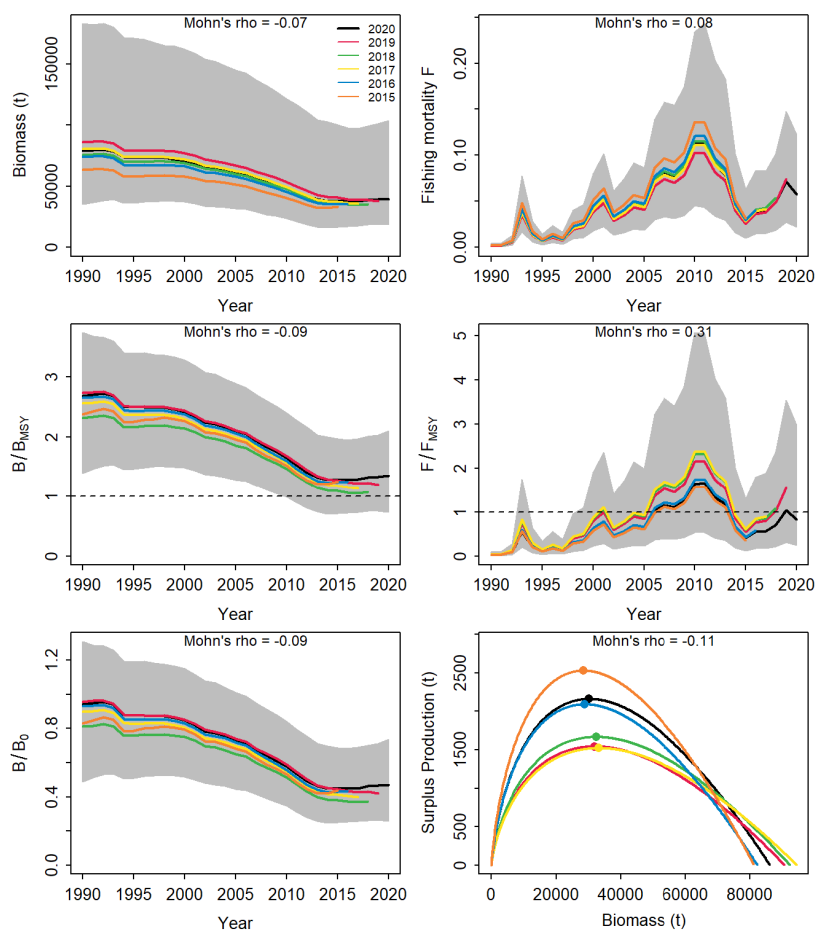 Mohn's rho = -0.07
2020
2019
2018
2017
2016
2015
Biomass (t)
0 50000 150000
1990 1995 2000 2005 2010 2015 2020
Year
Mohn's rho = 0.08
Fishing mortality F
0.00 0.10 0.20
1990 1995 2000 2005 2010 2015 2020
Year
Mohn's rho = -0.09
B/BMSY
0 1 2 3
1990 1995 2000 2005 2010 2015 2020
Year
Mohn's rho = 0.31
F/FMSY
0 1 2 3 4 5
1990 1995 2000 2005 2010 2015 2020
Year
Mohn's rho = -0.09
B/B0
0.0 0.4 0.8 1.2
1990 1995 2000 2005 2010 2015 2020
Year
Mohn's rho = -0.11
Surplus Production (t)
0 500 1500 2500
0 20000 40000 60000 80000
Biomass (t)